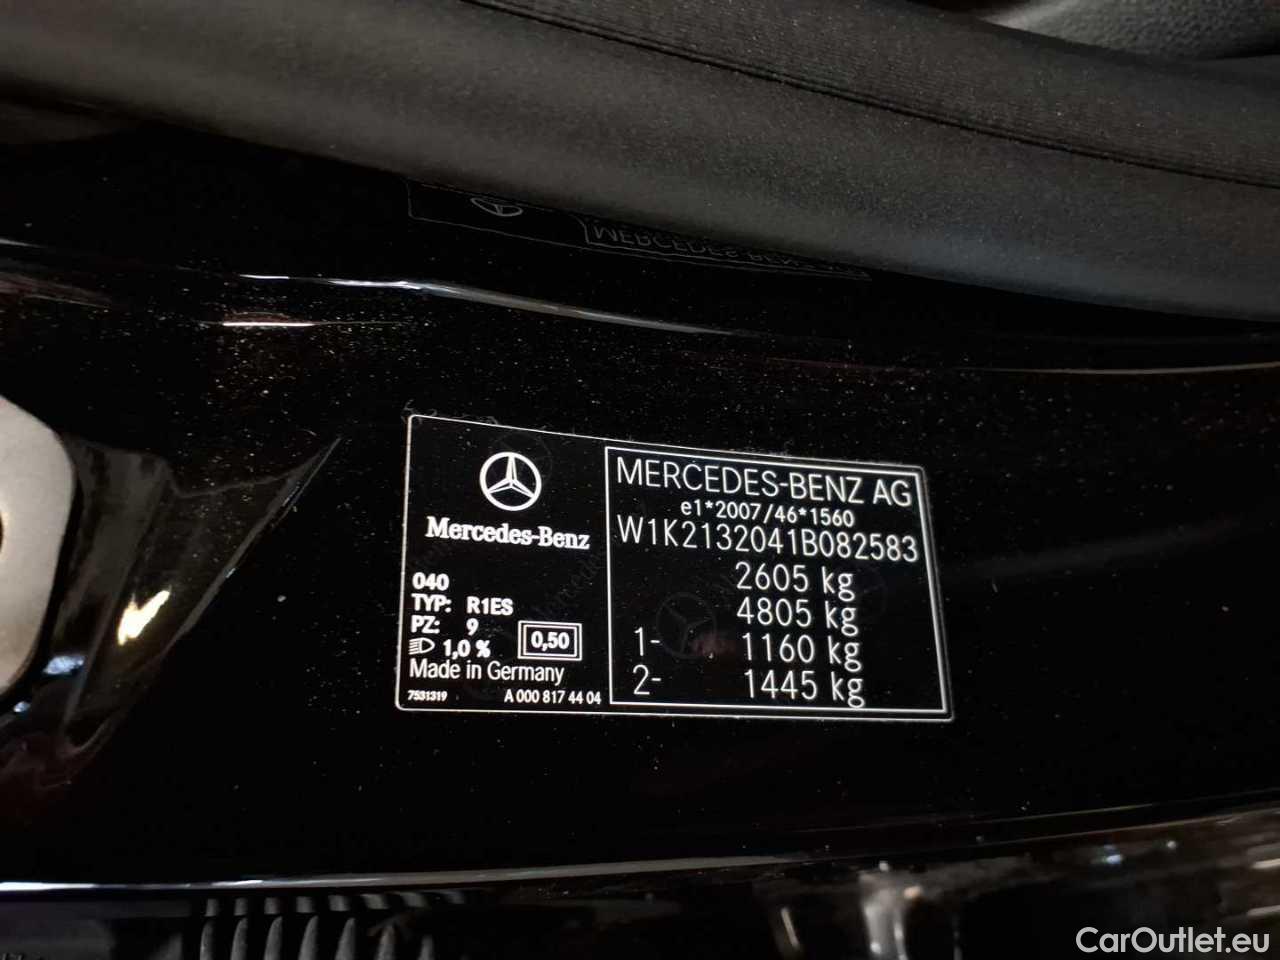 Mercedes-Benz
040
TYP: R1ES
PZ: 9
1,0 %
0,50
Made in Germany
7531319 A 000 817 44 04
MERCEDES-BENZ AG
e1*2007/46*1560
W1K2132041B082583
2605 kg
4805 kg
1- 1160 kg
2- 1445 kg
CarOutlet.eu